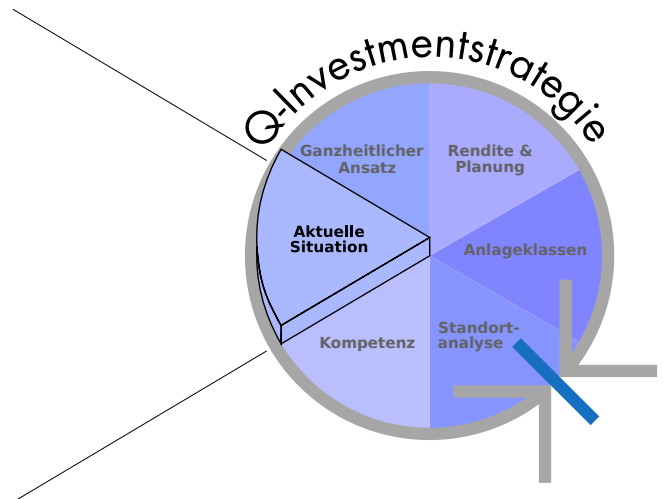 Q-Investmentstrategie
Ganzheitlicher
Ansatz
Rendite &
Planung
Aktuelle
Situation
Anlageklassen
Kompetenz
Standort-
analyse